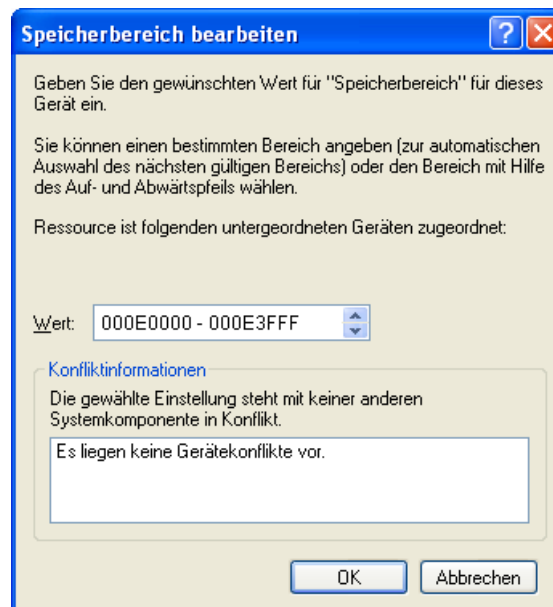 Speicherbereich bearbeiten
Geben Sie den gewünschten Wert für "Speicherbereich" für dieses
Gerät ein.
Sie können einen bestimmten Bereich angeben (zur automatischen
Auswahl des nächsten gültigen Bereichs) oder den Bereich mit Hilfe
des Auf- und Abwärtspfeils wählen.
Ressource ist folgenden untergeordneten Geräten zugeordnet:
Wert: 000E0000 - 000E3FFF
Konfliktinformationen
Die gewählte Einstellung steht mit keiner anderen
Systemkomponente in Konflikt.
Es liegen keine Gerätekonflikte vor.
OK Abbrechen